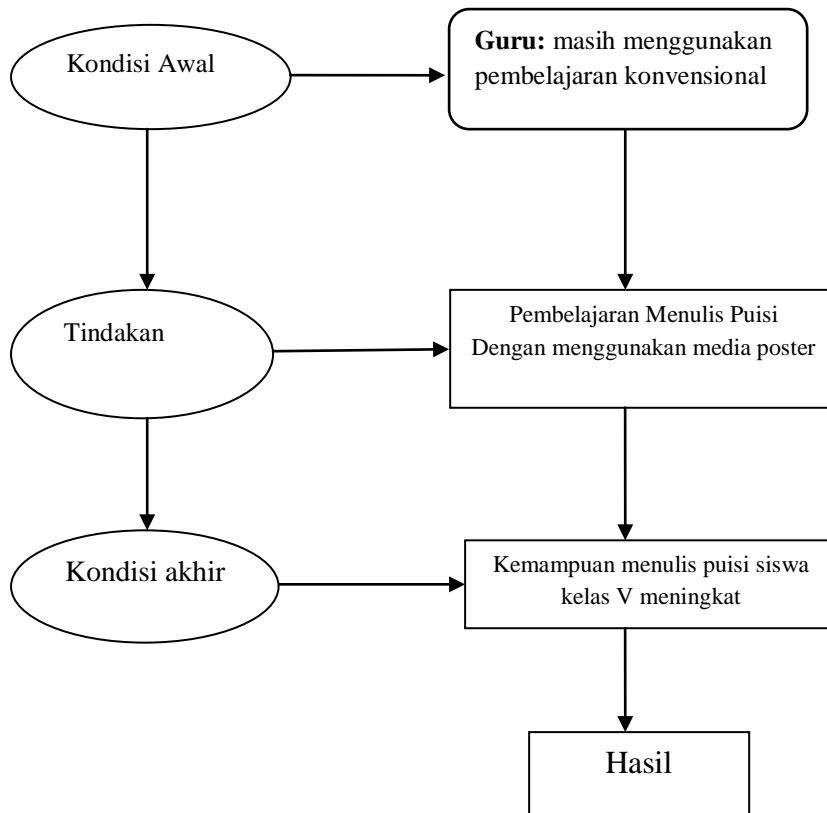 Kondisi Awal
Guru: masih menggunakan
pembelajaran konvensional
Tindakan
Pembelajaran Menulis Puisi
Dengan menggunakan media poster
Kondisi akhir
Kemampuan menulis puisi siswa
kelas V meningkat
Hasil